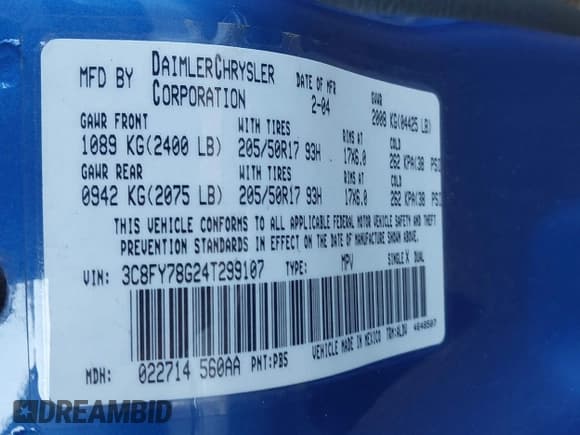 MFD BY DAIMLERCHRYSLER CORPORATION DATE OF MFR 2-04 GVWR 2008 KG(04425 LB)
GAWR FRONT WITH TIRES RIMS AT COLD
1089 KG(2400 LB) 205/50R17 93H 17X6.0 262 KPA(38 PSI
GAWR REAR WITH TIRES RIMS AT COLD
0942 KG(2075 LB) 205/50R17 93H 17X6.0 262 KPA(38 PSI
THIS VEHICLE CONFORMS TO ALL APPLICABLE FEDERAL MOTOR VEHICLE SAFETY AND THEFT
PREVENTION STANDARDS IN EFFECT ON THE DATE OF MANUFACTURE SHOWN ABOVE.
VIN: 3C8FY78G24T299107 TYPE: MPV SINGLE X DUAL
MDH: 022714 560AA PNT:PB5 VEHICLE MADE IN MEXICO TRM:ALDV 4648507
DREAMBID